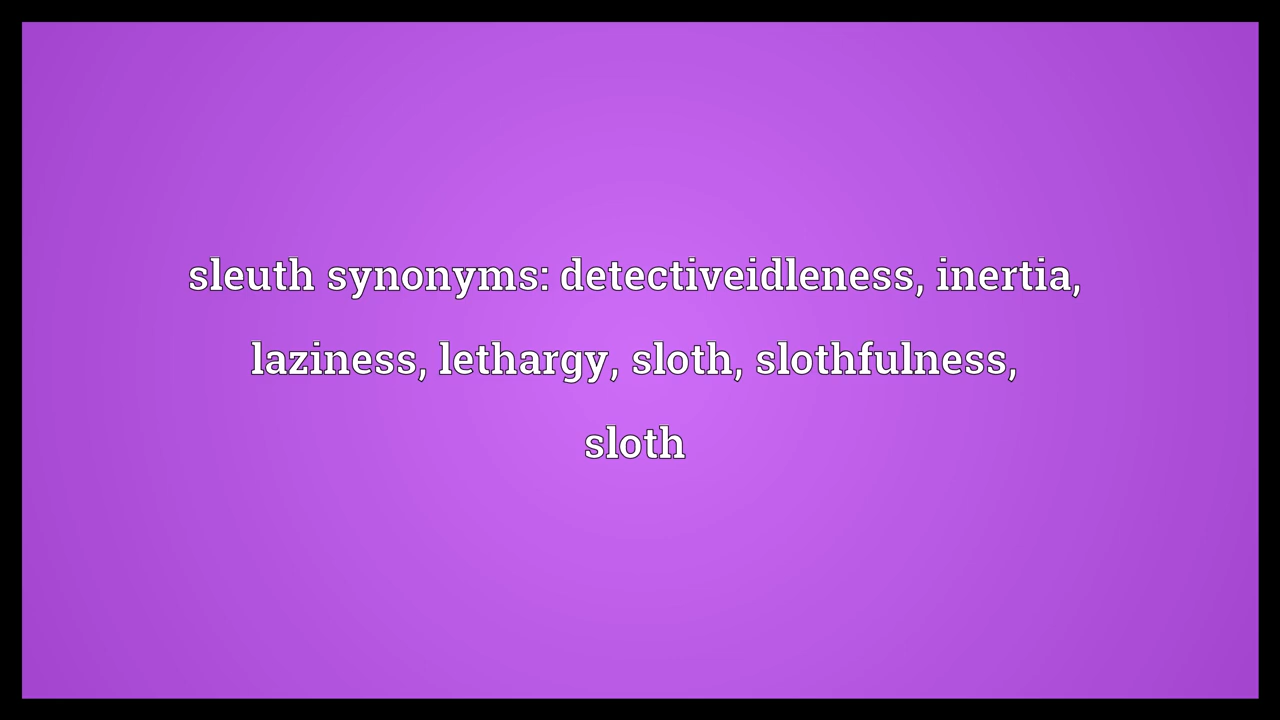 sleuth synonyms: detectiveidleness, inertia,
laziness, lethargy, sloth, slothfulness,
sloth